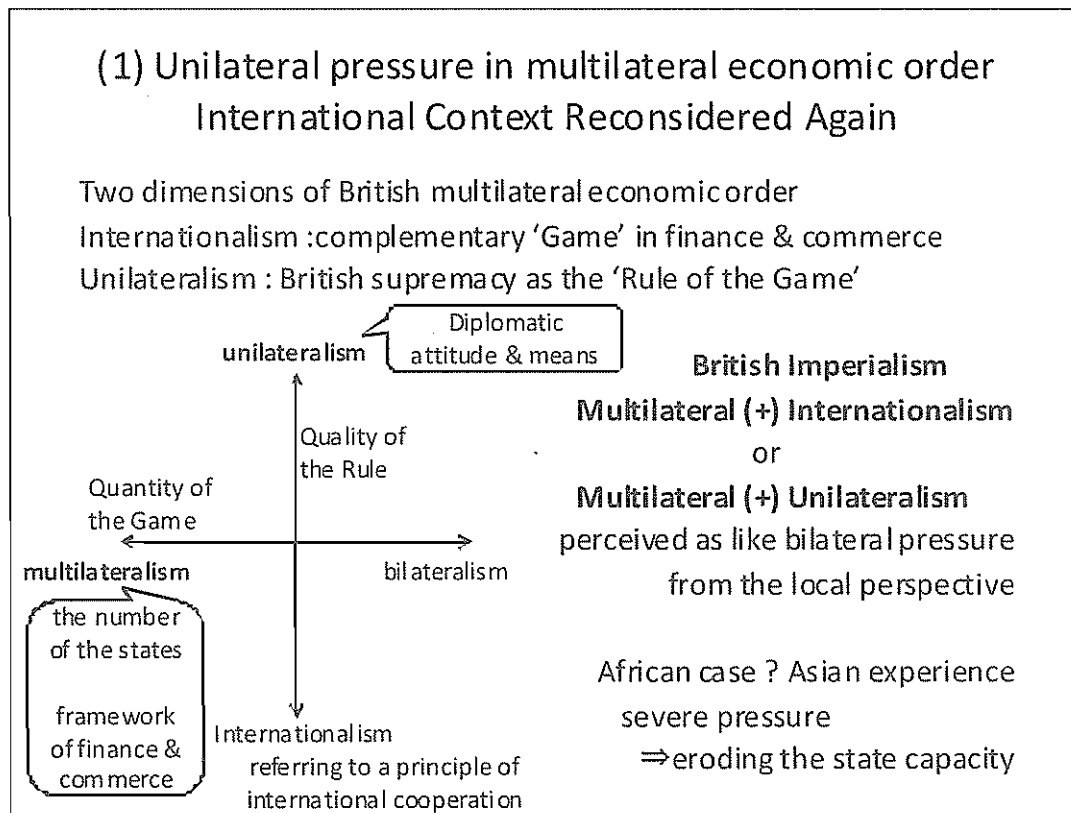 (1) Unilateral pressure in multilateral economic order
International Context Reconsidered Again
Two dimensions of British multilateral economic order
Internationalism :complementary ‘Game’ in finance & commerce
Unilateralism : British supremacy as the ‘Rule of the Game’
Diplomatic
attitude & means
unilateralism
Quality of
the Rule
Quantity of
the Game
multilateralism
bilateralism
the number
of the states
framework
of finance &
commerce
Internationalism
referring to a principle of
international cooperation
British Imperialism
Multilateral (+) Internationalism
or
Multilateral (+) Unilateralism
perceived as like bilateral pressure
from the local perspective
African case ? Asian experience
severe pressure
⇒eroding the state capacity